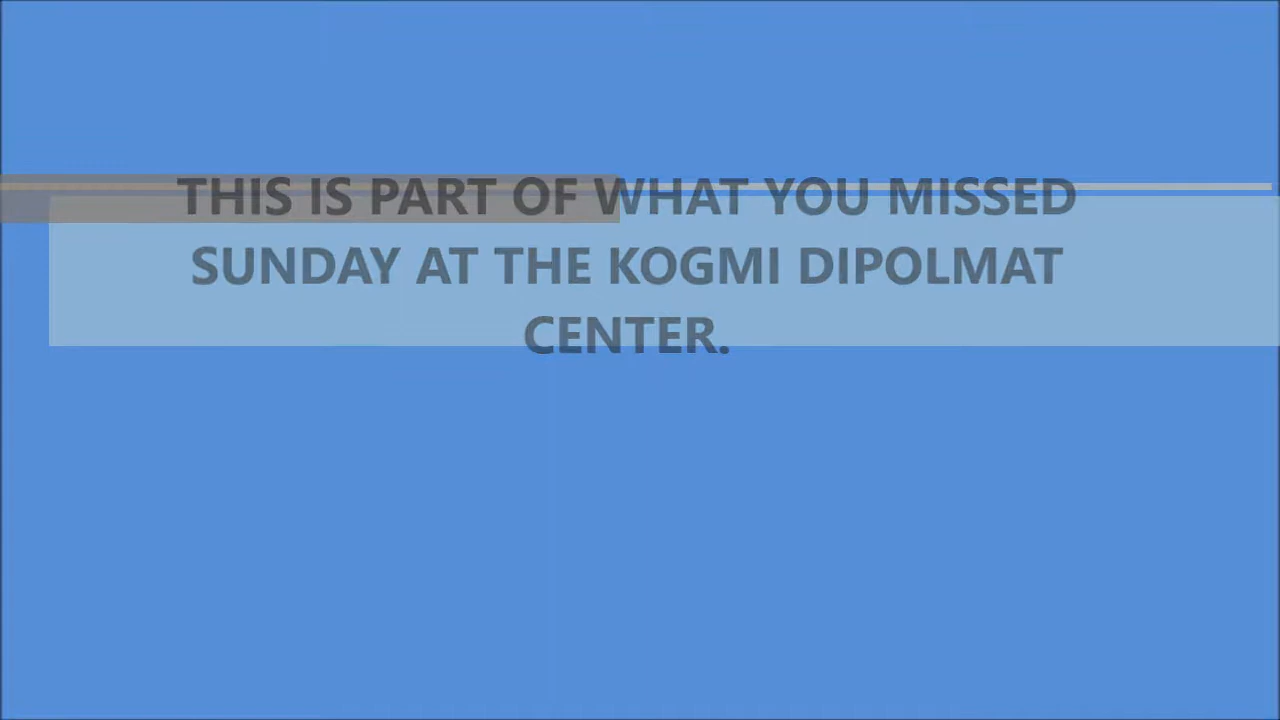 THIS IS PART OF WHAT YOU MISSED
SUNDAY AT THE KOGMI DIPOLMAT
CENTER.